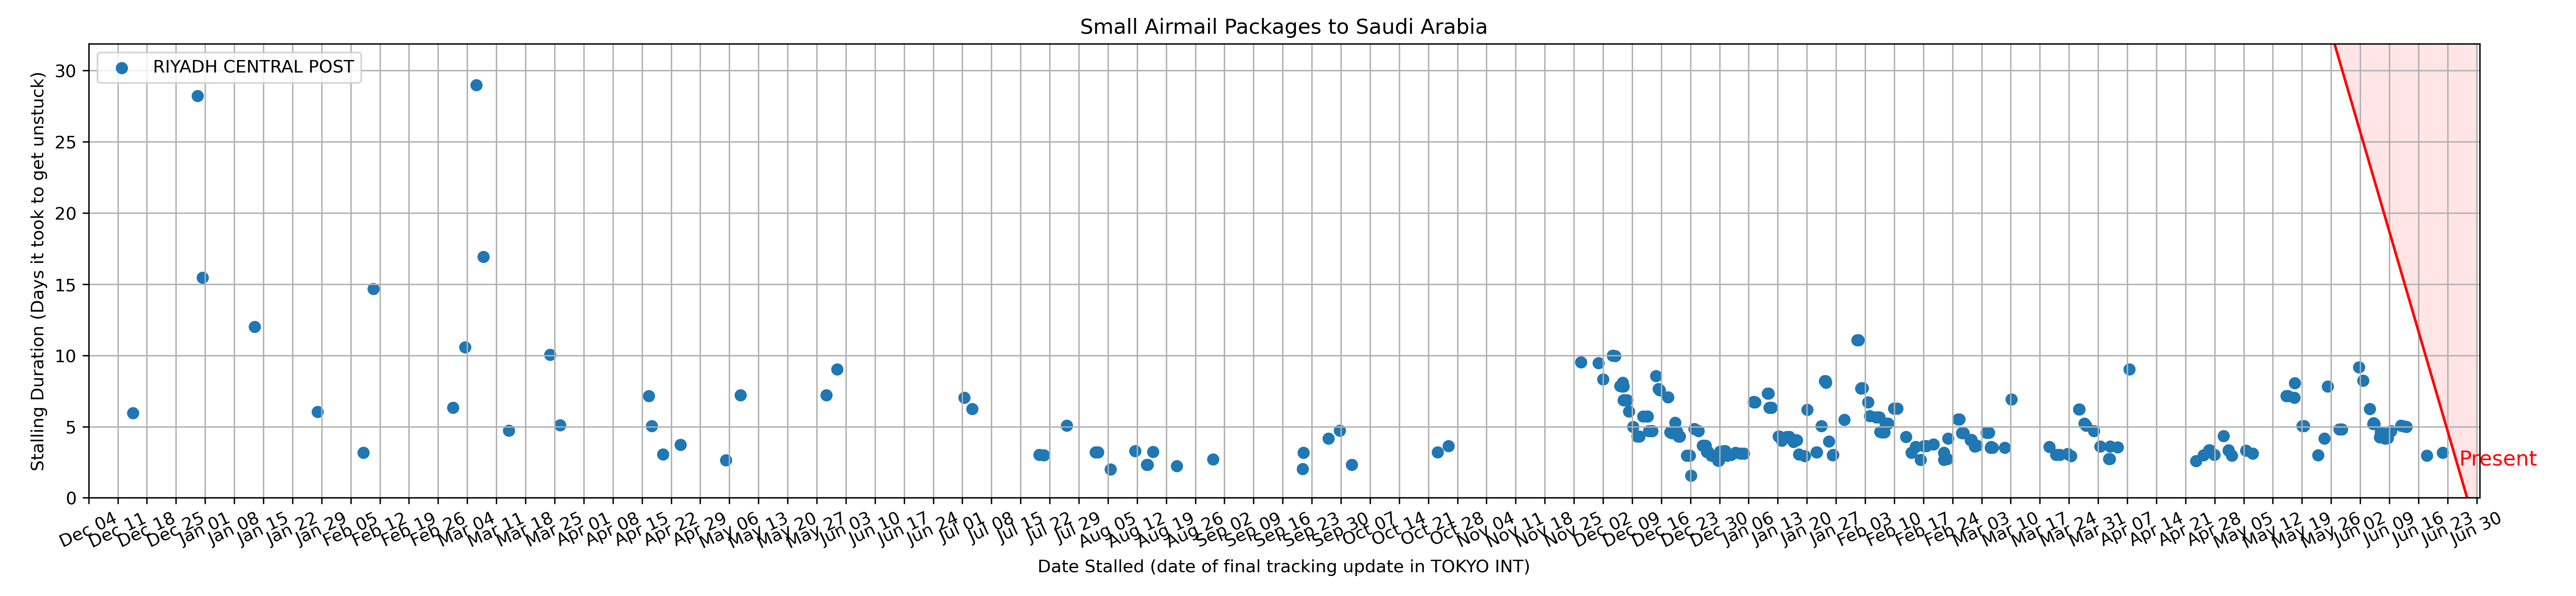 Small Airmail Packages to Saudi Arabia
RIYADH CENTRAL POST
Stalling Duration (Days it took to get unstuck)
30
25
20
15
10
5
0
Present
Dec 04
Dec 11
Dec 18
Dec 25
Jan 01
Jan 08
Jan 15
Jan 22
Jan 29
Feb 05
Feb 12
Feb 19
Feb 26
Mar 04
Mar 11
Mar 18
Mar 25
Apr 01
Apr 08
Apr 15
Apr 22
Apr 29
May 06
May 13
May 20
May 27
Jun 03
Jun 10
Jun 17
Jun 24
Jul 01
Jul 08
Jul 15
Jul 22
Jul 29
Aug 05
Aug 12
Aug 19
Aug 26
Sep 02
Sep 09
Sep 16
Sep 23
Sep 30
Oct 07
Oct 14
Oct 21
Oct 28
Nov 04
Nov 11
Nov 18
Nov 25
Dec 02
Dec 09
Dec 16
Dec 23
Dec 30
Jan 06
Jan 13
Jan 20
Jan 27
Feb 03
Feb 10
Feb 17
Feb 24
Mar 03
Mar 10
Mar 17
Mar 24
Mar 31
Apr 07
Apr 14
Apr 21
Apr 28
May 05
May 12
May 19
May 26
Jun 02
Jun 09
Jun 16
Jun 23
Jun 30
Date Stalled (date of final tracking update in TOKYO INT)